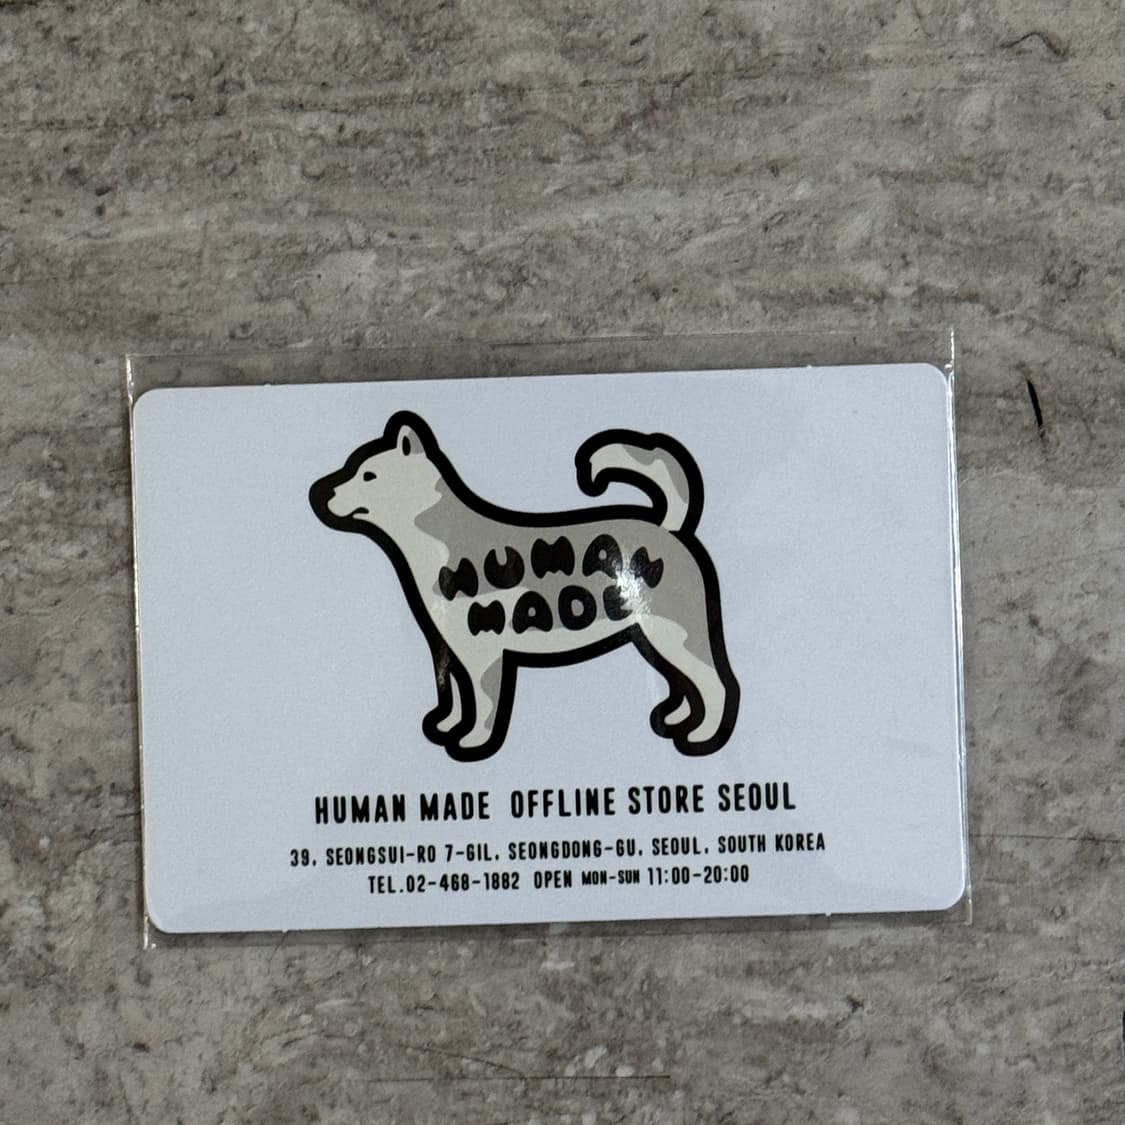 HUMAN
MADE
HUMAN MADE OFFLINE STORE SEOUL
39, SEONGSUI-RO 7-GIL, SEONGDONG-GU, SEOUL, SOUTH KOREA
TEL.02-468-1882 OPEN MON-SUN 11:00-20:00